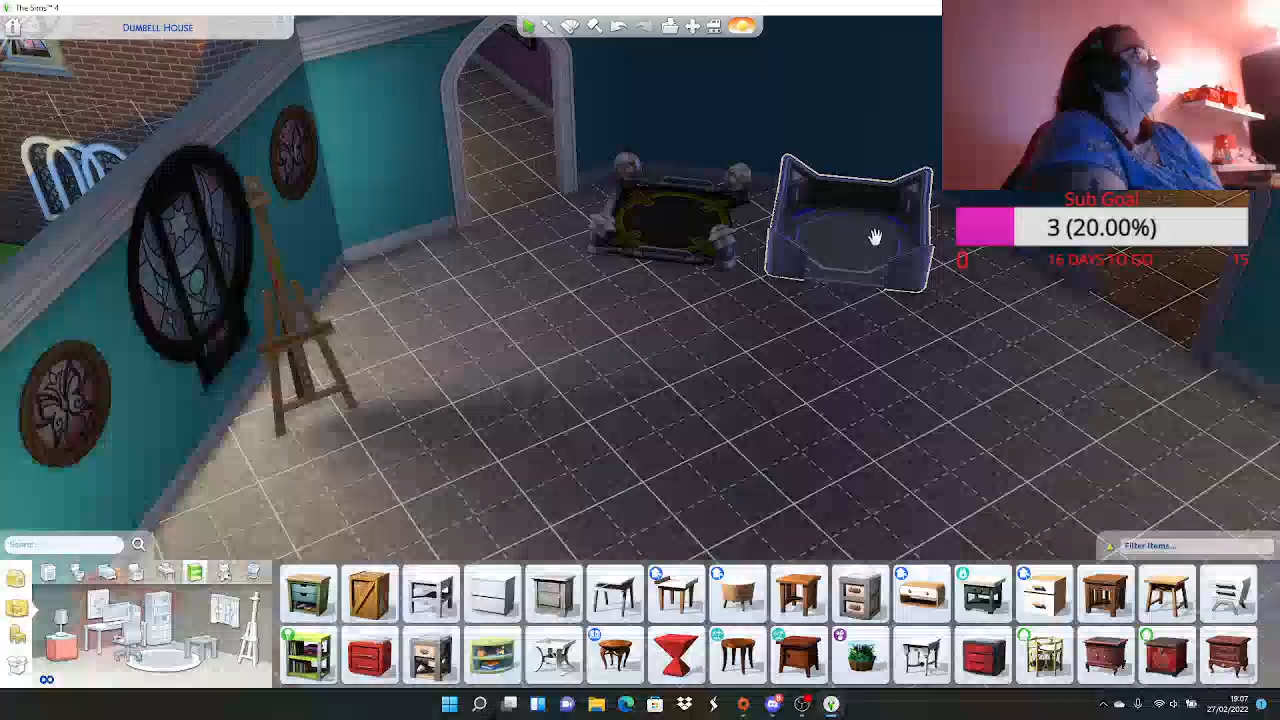 The Sims™ 4
DUMBELL HOUSE
Sub Goal
3 (20.00%)
0
16 DAYS TO GO
15
Search
Filter Items...
19:07
27/02/2022